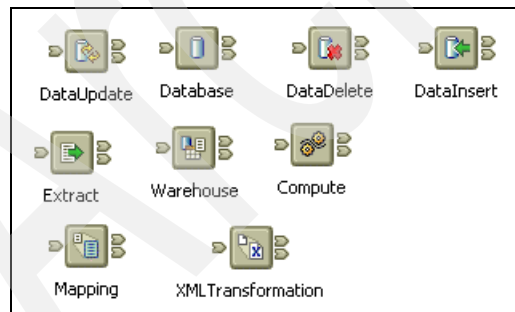 DataUpdate Database DataDelete DataInsert
Extract Warehouse Compute
Mapping XMLTransformation